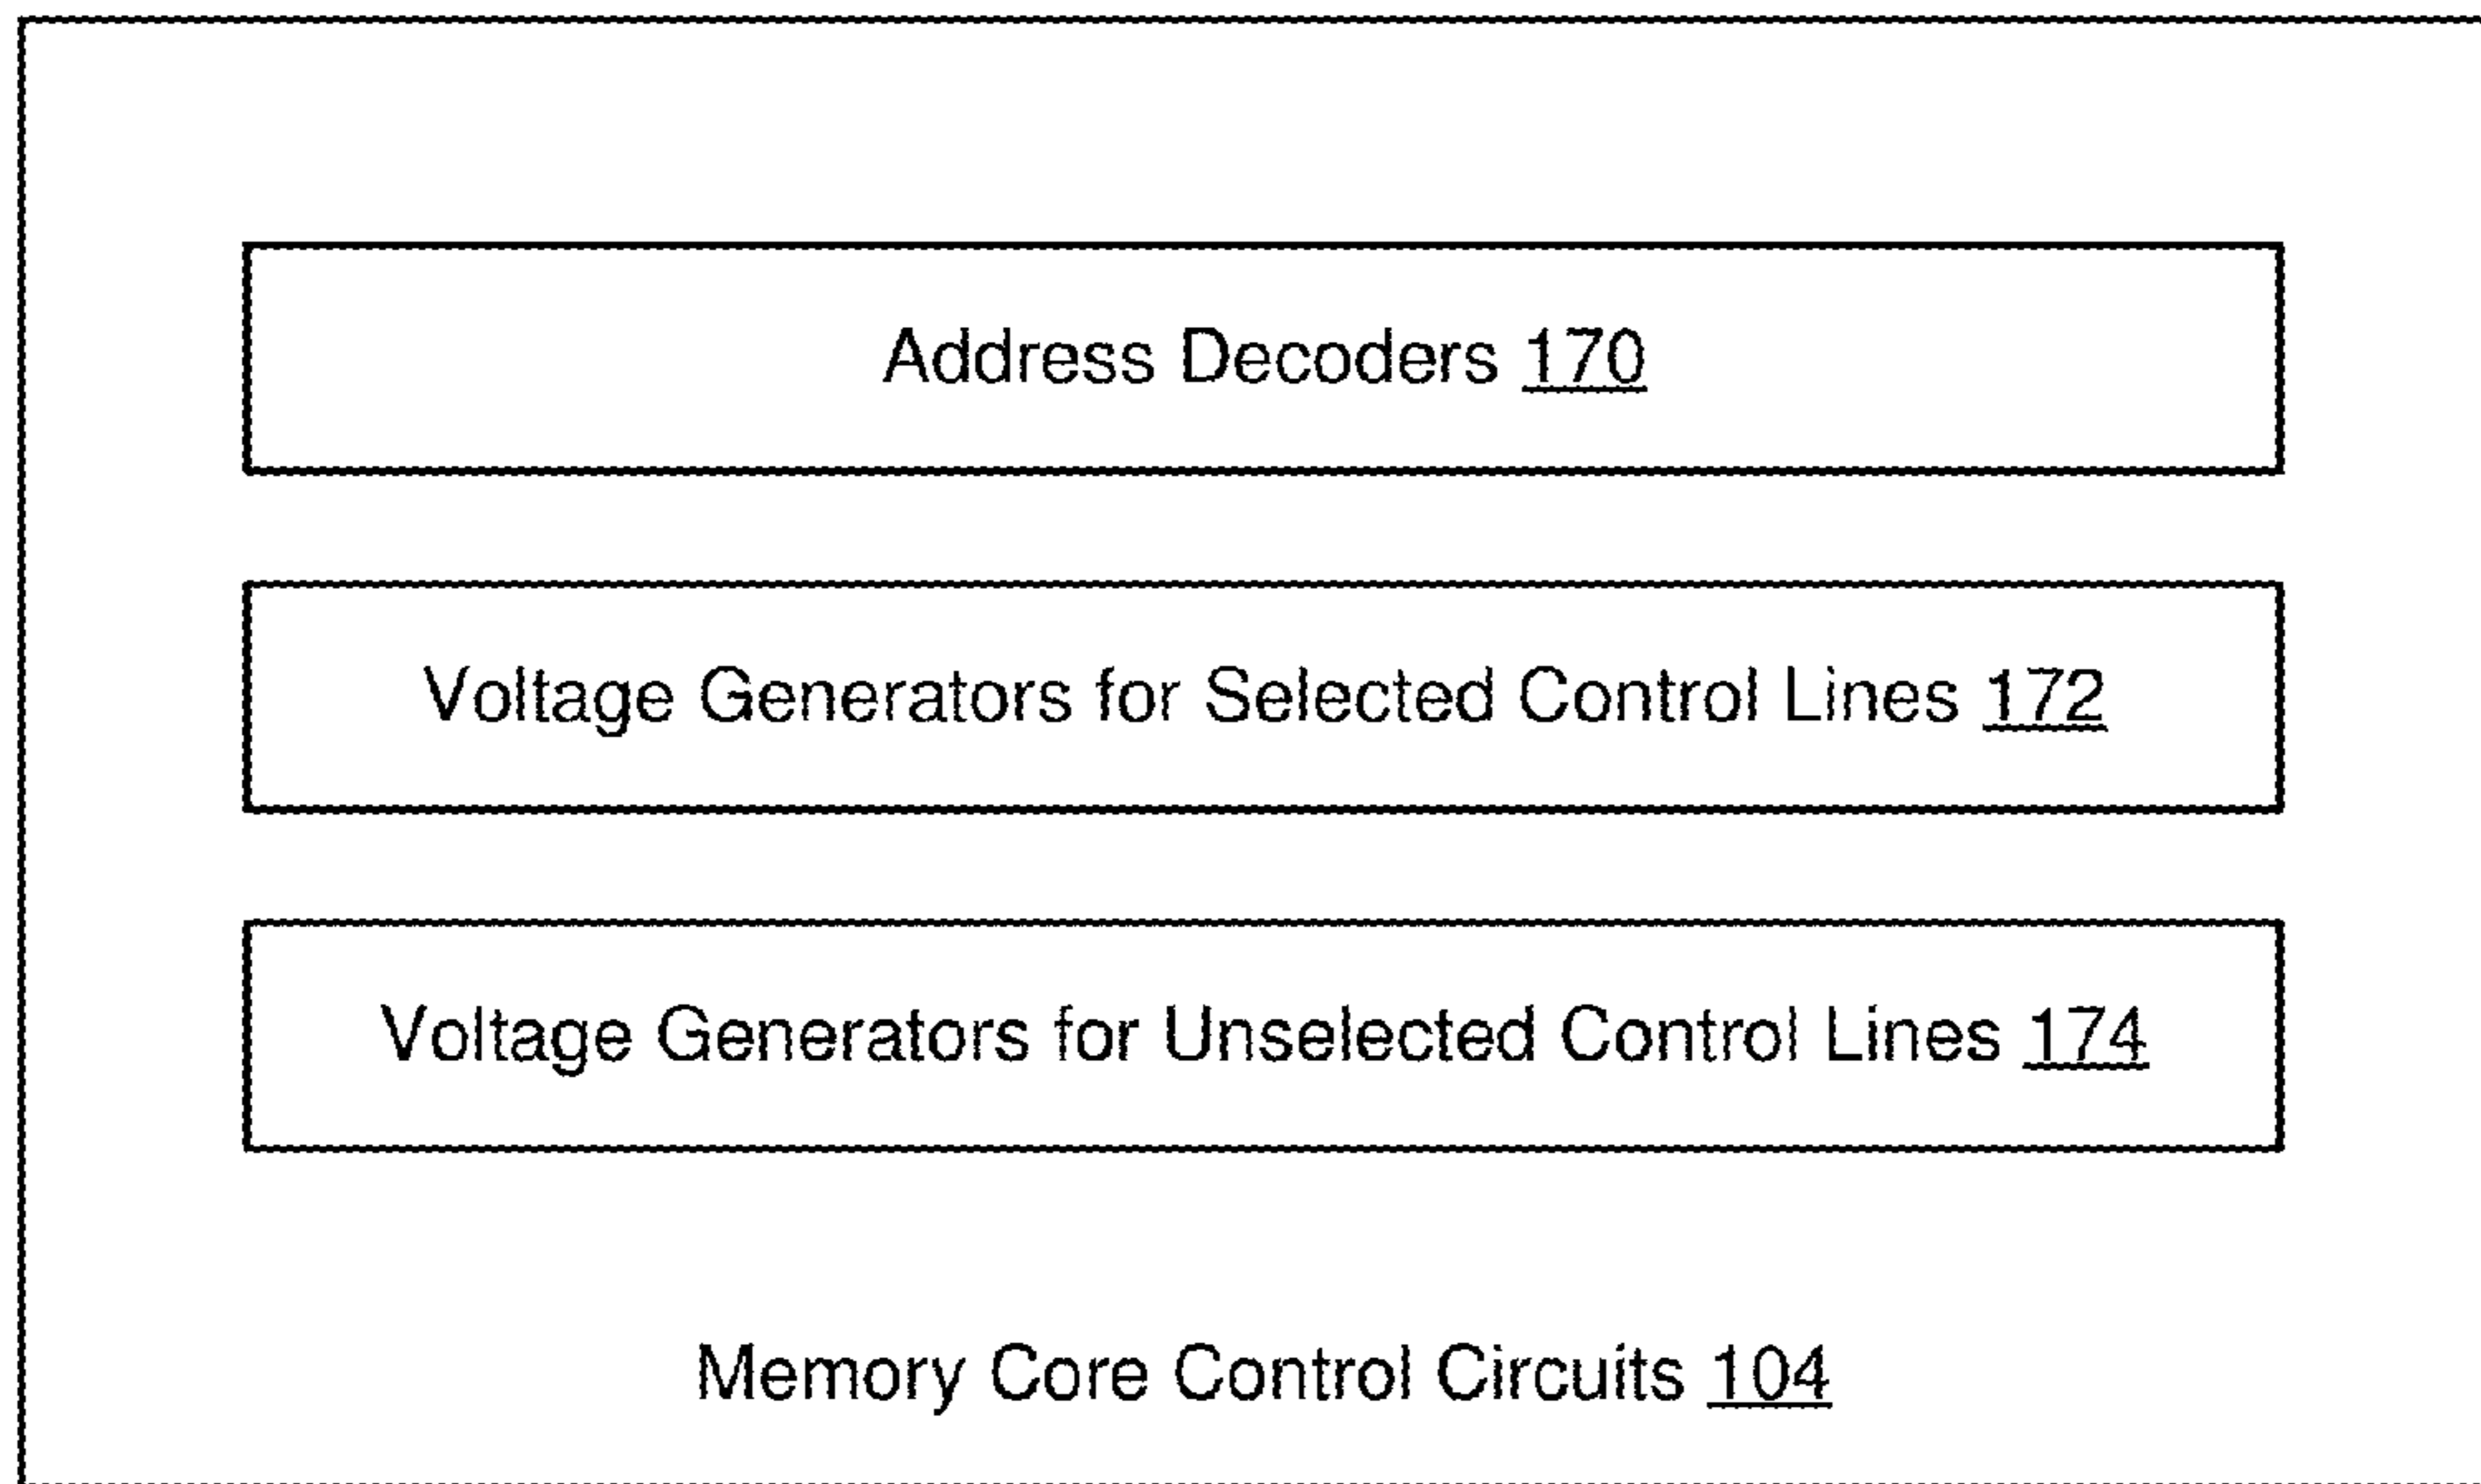 Address Decoders 170
Voltage Generators for Selected Control Lines 172
Voltage Generators for Unselected Control Lines 174
Memory Core Control Circuits 104